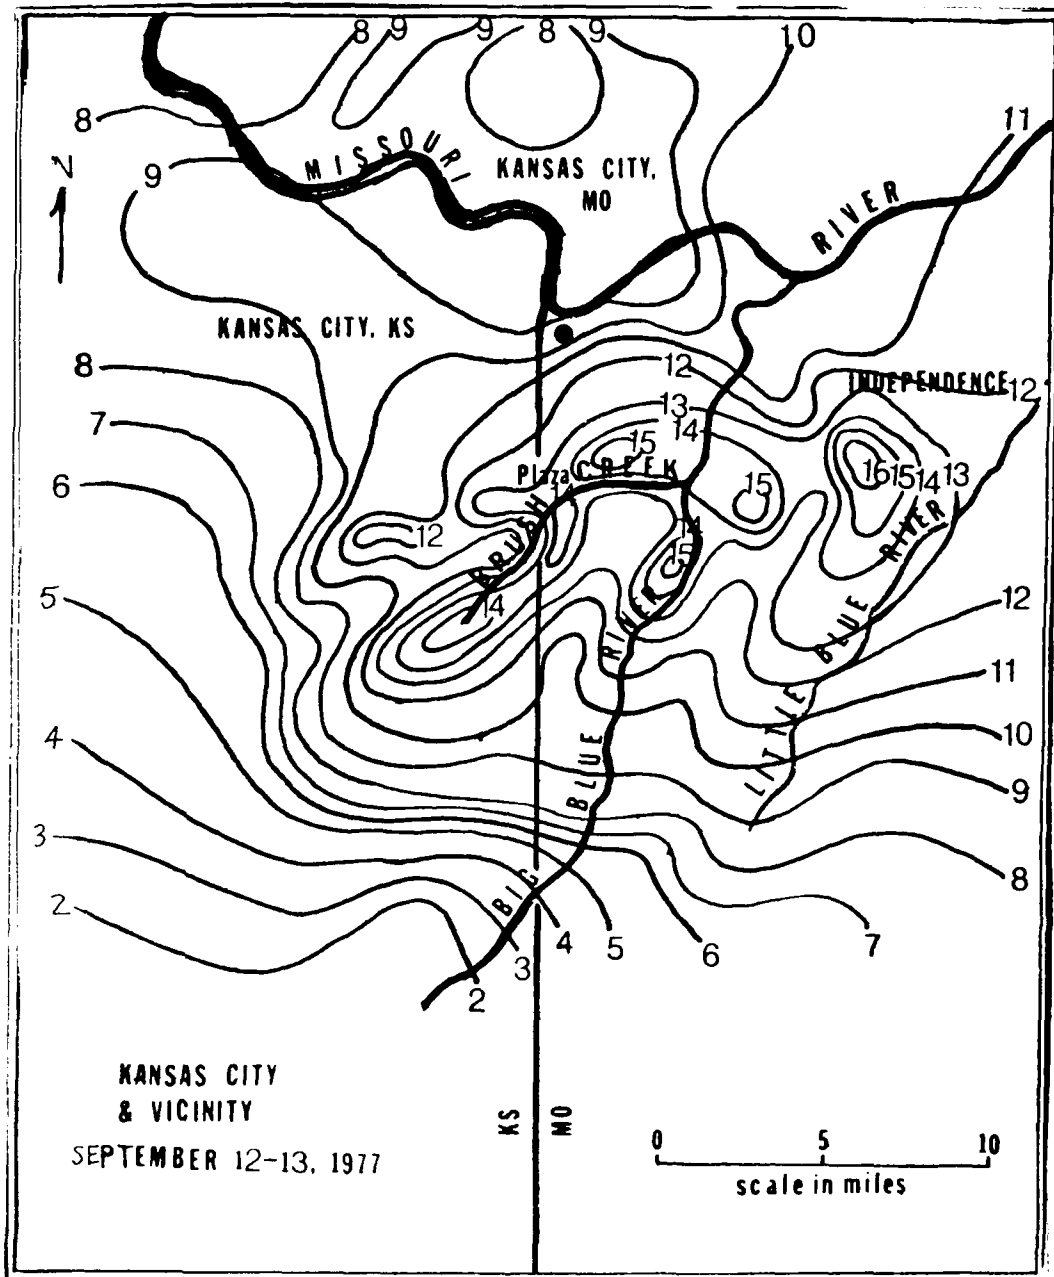 8 9 9 8 9 10
8
11
N
MISSOURI
KANSAS CITY,
MO
9
RIVER
KANSAS CITY, KS
8
12
INDEPENDENCE 12
7
13
14
15
Plaza CREEK
16 15 14 13
6
15
12
14
BRUSH
RIVER
5
14
RIVER
12
LITTLE BLUE
11
4
10
BLUE
9
3
8
BIG
2
7
6
5
4
3
2
KANSAS CITY
& VICINITY
KS MO
SEPTEMBER 12-13, 1977
0 5 10
scale in miles